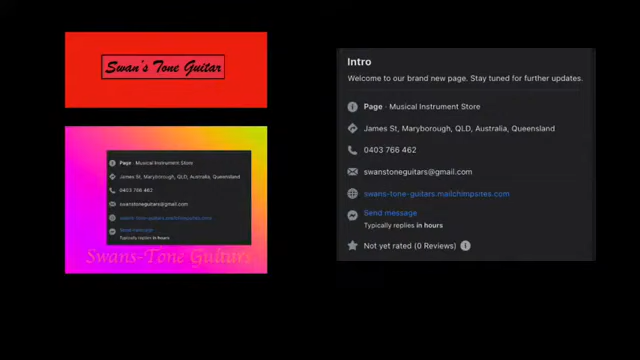 Swan's Tone Guitar
Page · Musical Instrument Store
James St, Maryborough, QLD, Australia, Queensland
0403 766 462
swanstoneguitars@gmail.com
swans-tone-guitars.mailchimpsites.com
Send message
Typically replies in hours
Swans-Tone Guitars
Intro
Welcome to our brand new page. Stay tuned for further updates.
Page · Musical Instrument Store
James St, Maryborough, QLD, Australia, Queensland
0403 766 462
swanstoneguitars@gmail.com
swans-tone-guitars.mailchimpsites.com
Send message
Typically replies in hours
Not yet rated (0 Reviews)